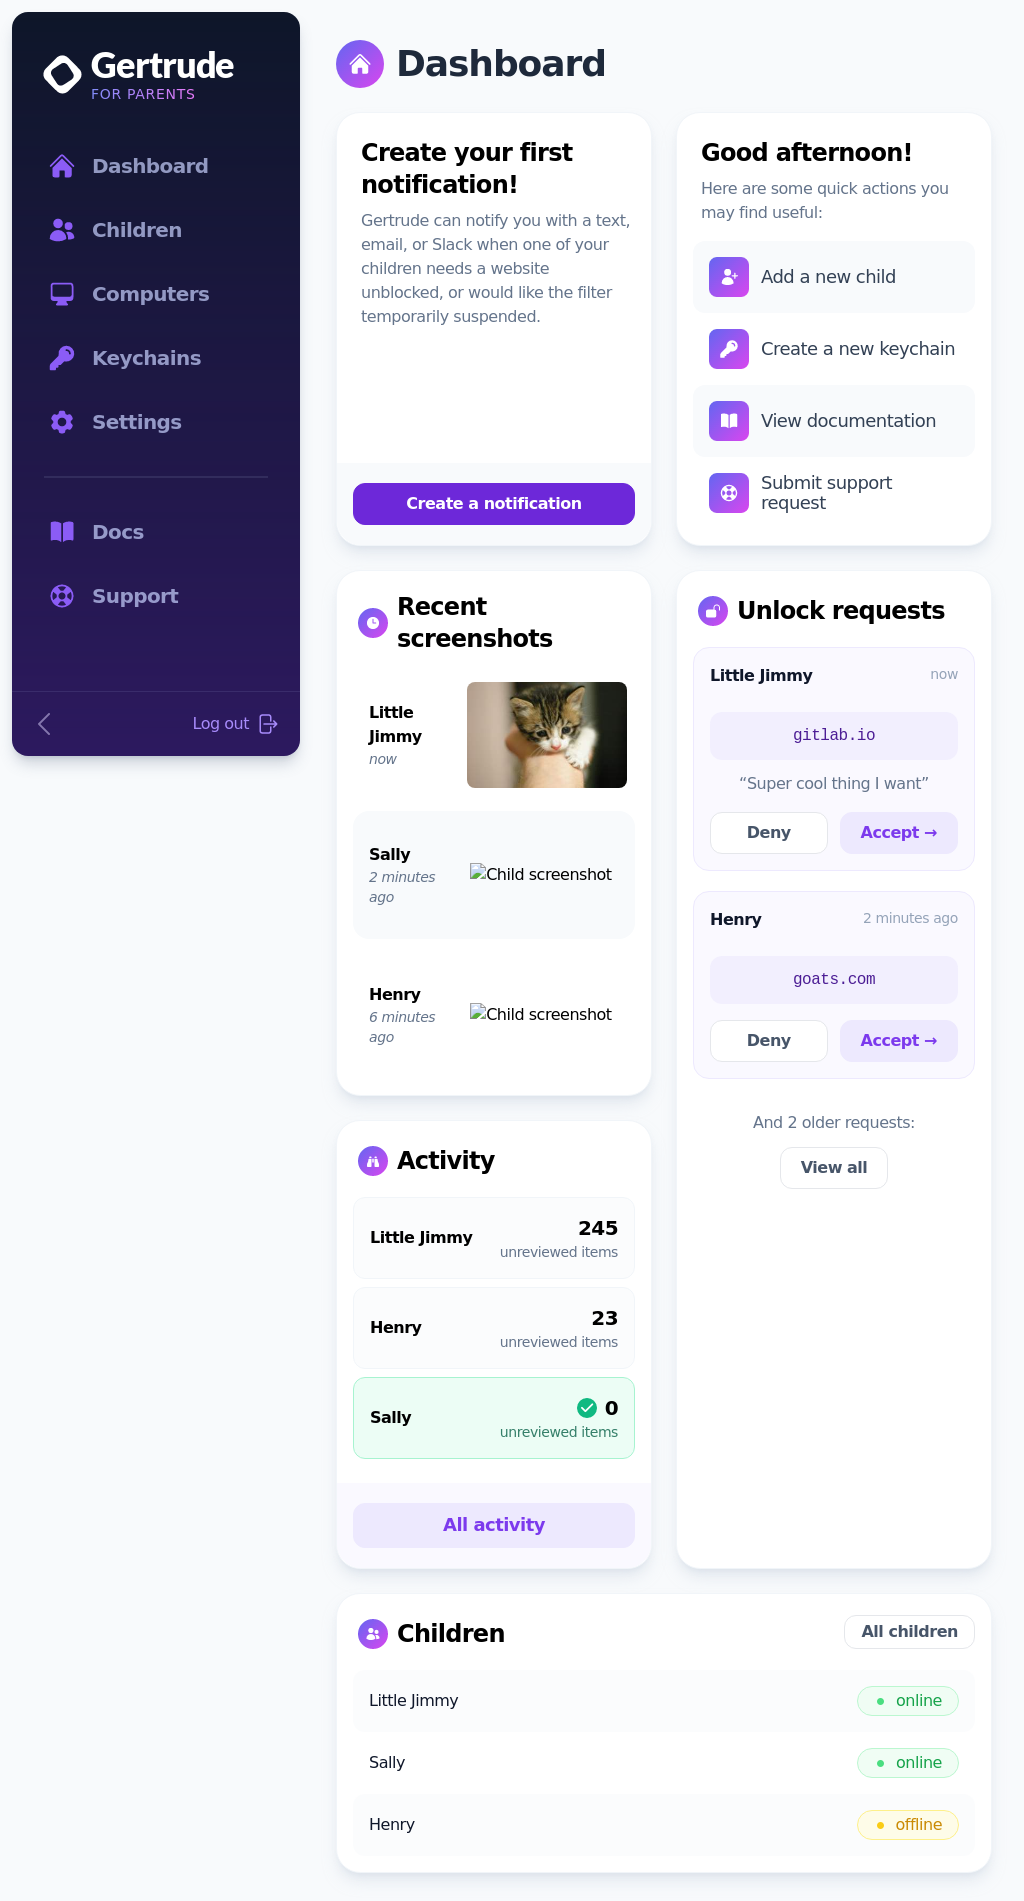 Gertrude
FOR PARENTS
Dashboard
Children
Computers
Keychains
Settings
Docs
Support
Log out
Dashboard
Create your first
notification!
Gertrude can notify you with a text,
email, or Slack when one of your
children needs a website
unblocked, or would like the filter
temporarily suspended.
Create a notification
Good afternoon!
Here are some quick actions you
may find useful:
Add a new child
Create a new keychain
View documentation
Submit support
request
Recent
screenshots
Little
Jimmy
now
Sally
2 minutes
ago
Child screenshot
Henry
6 minutes
ago
Child screenshot
Unlock requests
Little Jimmy
now
gitlab.io
“Super cool thing I want”
Deny
Accept →
Henry
2 minutes ago
goats.com
Deny
Accept →
And 2 older requests:
View all
Activity
Little Jimmy
245
unreviewed items
Henry
23
unreviewed items
Sally
0
unreviewed items
All activity
Children
All children
Little Jimmy
online
Sally
online
Henry
offline